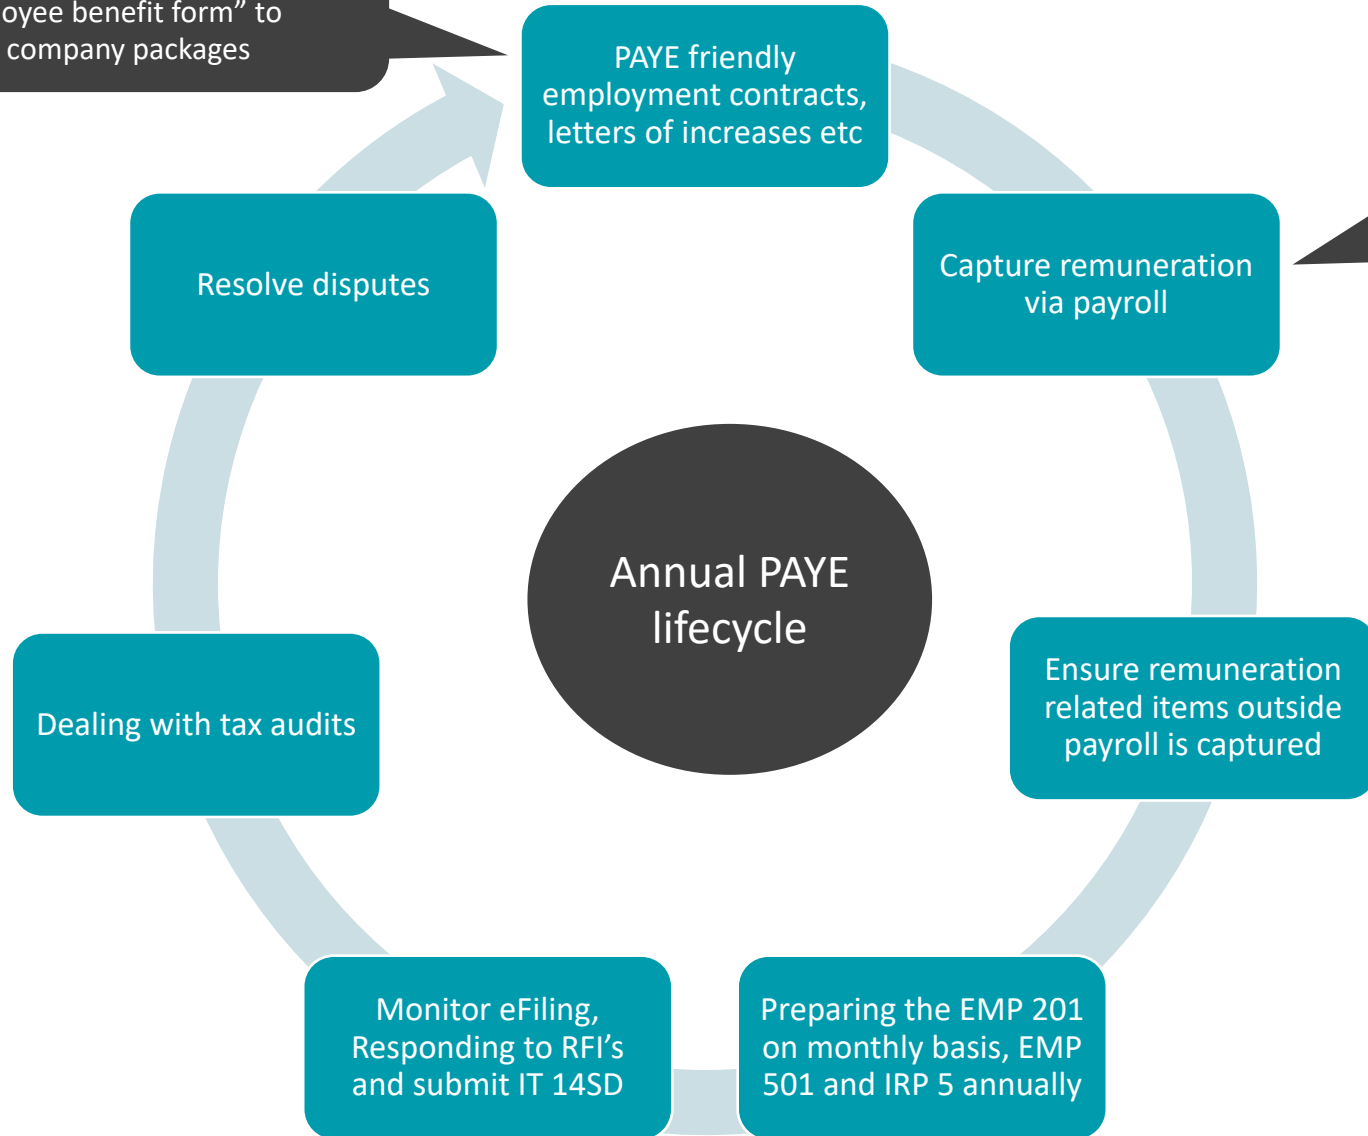 benefit form” to
company packages
PAYE friendly
employment contracts,
letters of increases etc
Capture remuneration
via payroll
Ensure remuneration
related items outside
payroll is captured
Preparing the EMP 201
on monthly basis, EMP
501 and IRP 5 annually
Monitor eFiling,
Responding to RFI’s
and submit IT 14SD
Dealing with tax audits
Resolve disputes
Annual PAYE
lifecycle